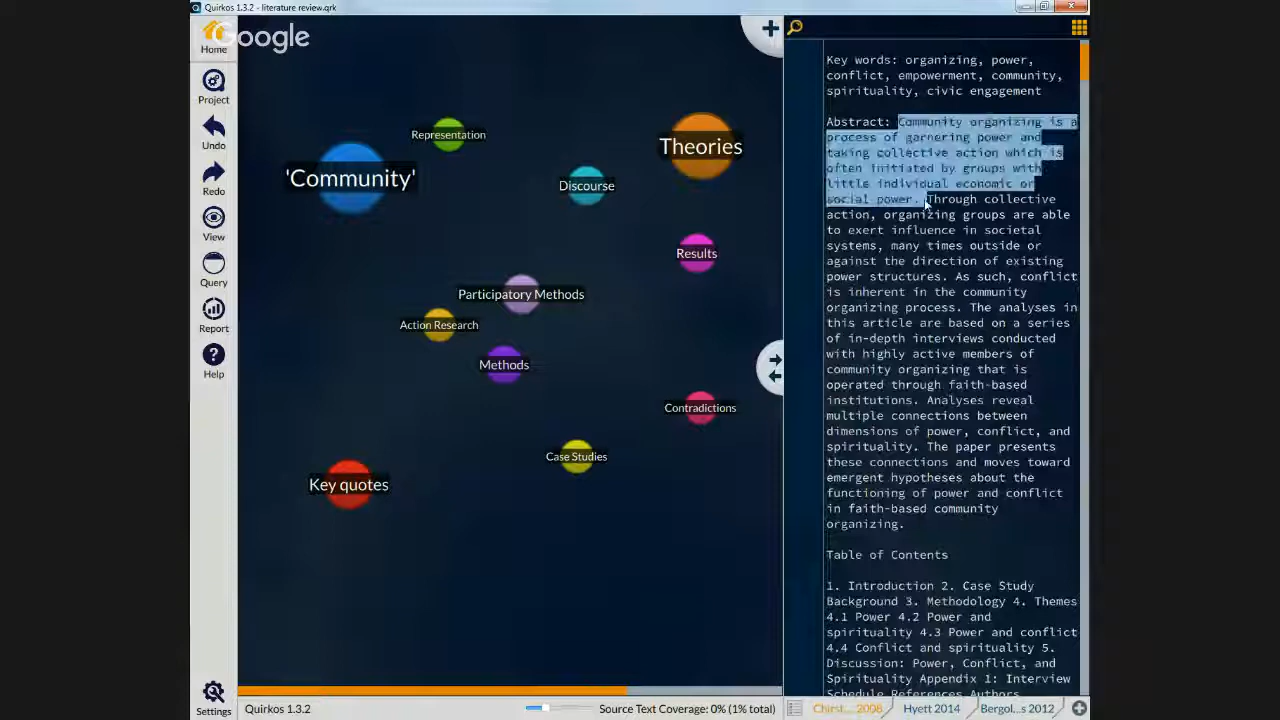 Quirkos 1.3.2 - literature review.qrk
Google
Home
Project
Undo
Redo
View
Query
Report
Help
Settings
Representation
'Community'
Theories
Discourse
Results
Participatory Methods
Action Research
Methods
Contradictions
Case Studies
Key quotes
Key words: organizing, power,
conflict, empowerment, community,
spirituality, civic engagement
Abstract: Community organizing is a
process of garnering power and
taking collective action which is
often initiated by groups with
little individual economic or
social power. Through collective
action, organizing groups are able
to exert influence in societal
systems, many times outside or
against the direction of existing
power structures. As such, conflict
is inherent in the community
organizing process. The analyses in
this article are based on a series
of in-depth interviews conducted
with highly active members of
community organizing that is
operated through faith-based
institutions. Analyses reveal
multiple connections between
dimensions of power, conflict, and
spirituality. The paper presents
these connections and moves toward
emergent hypotheses about the
functioning of power and conflict
in faith-based community
organizing.
Table of Contents
1. Introduction 2. Case Study
Background 3. Methodology 4. Themes
4.1 Power 4.2 Power and
spirituality 4.3 Power and conflict
4.4 Conflict and spirituality 5.
Discussion: Power, Conflict, and
Spirituality Appendix 1: Interview
Schedule References Authors
Quirkos 1.3.2
Source Text Coverage: 0% (1% total)
Chirst... 2008
Hyett 2014
Bergol...s 2012